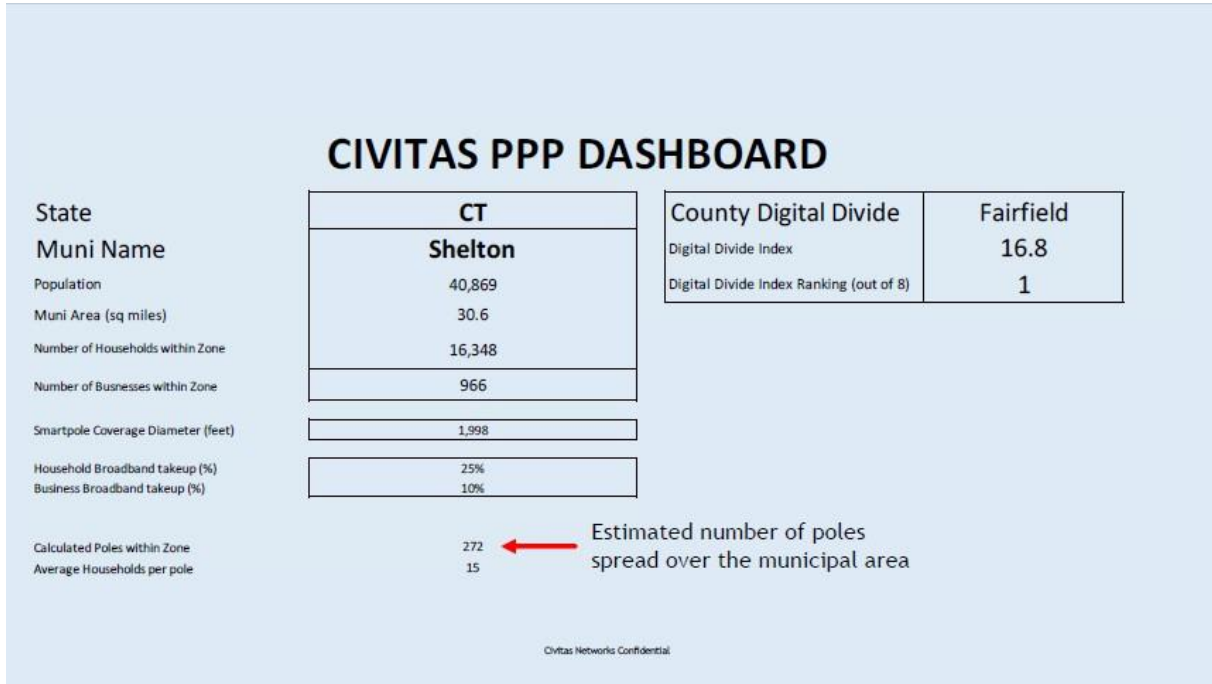 CIVITAS PPP DASHBOARD
State CT
Muni Name Shelton
Population 40,869
Muni Area (sq miles) 30.6
Number of Households within Zone 16,348
Number of Busnesses within Zone 966
Smartpole Coverage Diameter (feet) 1,998
Household Broadband takeup (%) 25%
Business Broadband takeup (%) 10%
Calculated Poles within Zone 272
Average Households per pole 15
County Digital Divide Fairfield
Digital Divide Index 16.8
Digital Divide Index Ranking (out of 8) 1
Estimated number of poles
spread over the municipal area
Civitas Networks Confidential